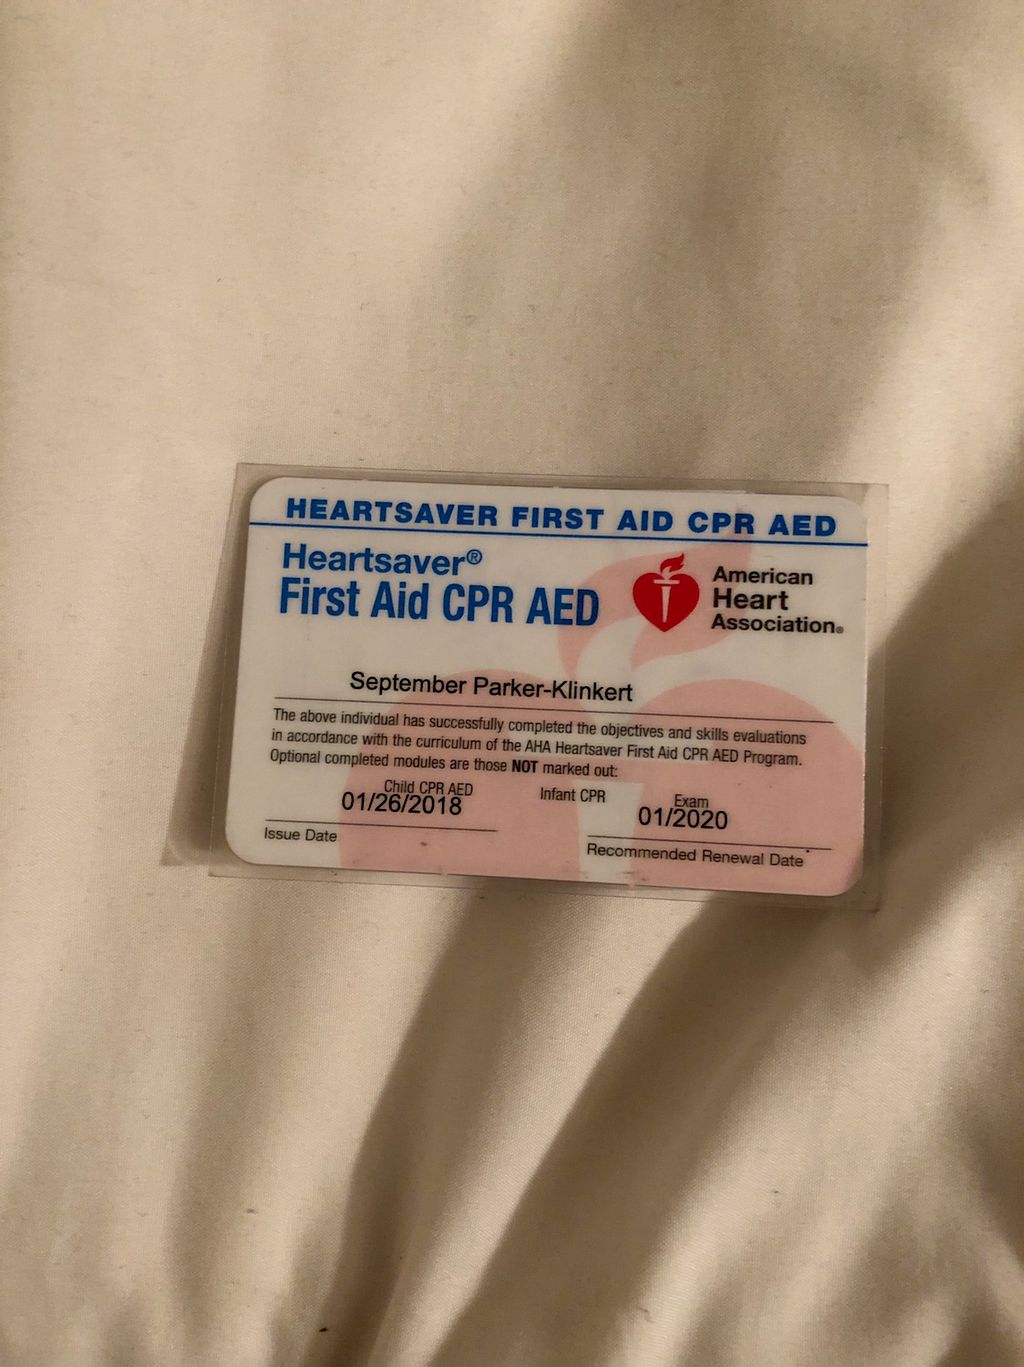 HEARTSAVER FIRST AID CPR AED
Heartsaver®
First Aid CPR AED
American
Heart
Association®
September Parker-Klinkert
The above individual has successfully completed the objectives and skills evaluations
in accordance with the curriculum of the AHA Heartsaver First Aid CPR AED Program.
Optional completed modules are those NOT marked out:
Child CPR AED Infant CPR Exam
01/26/2018 01/2020
Issue Date Recommended Renewal Date